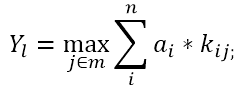 $Y_l = \max_{j \in m} \sum_{i}^{n} a_i * k_{ij;}$